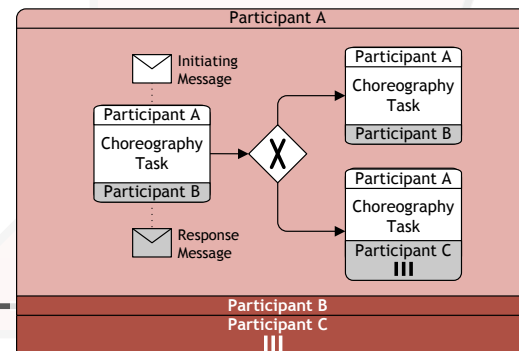 Participant A
Initiating
Message
Participant A
Choreography
Task
Participant B
Response
Message
Participant A
Choreography
Task
Participant B
Participant A
Choreography
Task
Participant C
Participant B
Participant C